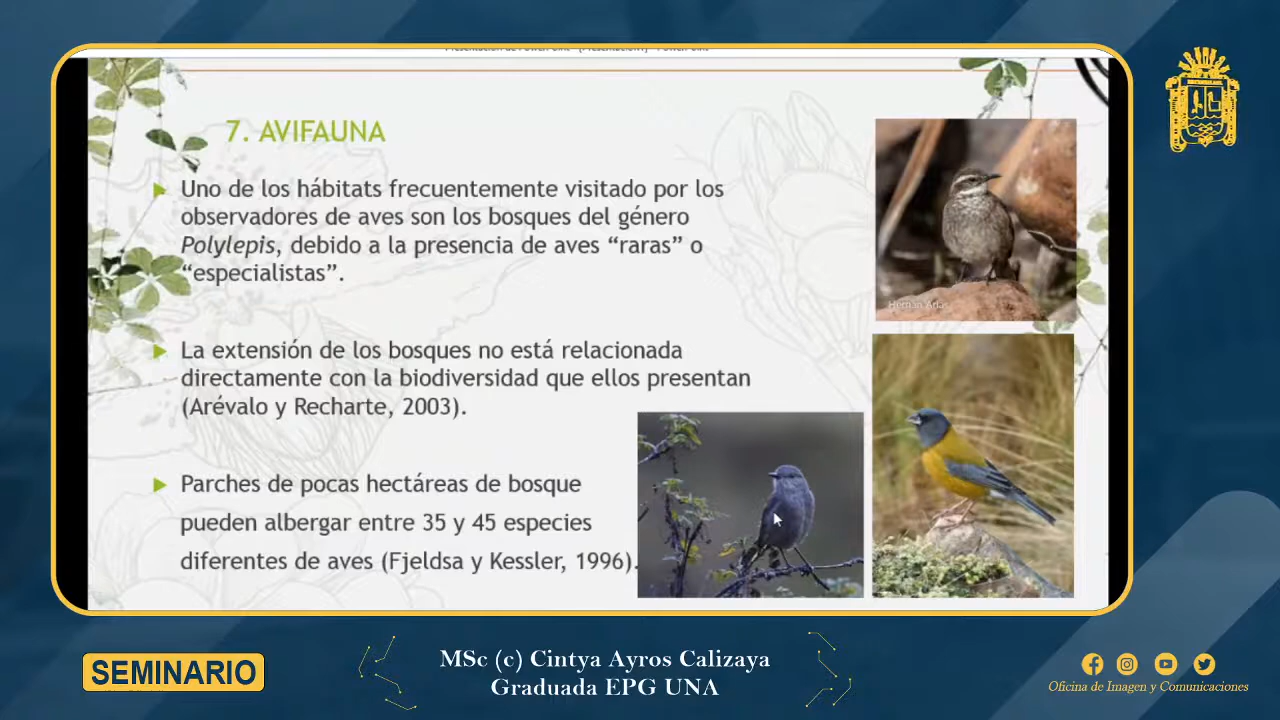 7. AVIFAUNA
Uno de los hábitats frecuentemente visitado por los
observadores de aves son los bosques del género
Polylepis, debido a la presencia de aves “raras” o
“especialistas”.
La extensión de los bosques no está relacionada
directamente con la biodiversidad que ellos presentan
(Arévalo y Recharte, 2003).
Parches de pocas hectáreas de bosque
pueden albergar entre 35 y 45 especies
diferentes de aves (Fjeldsa y Kessler, 1996).
SEMINARIO
MSc (c) Cintya Ayros Calizaya
Graduada EPG UNA
Oficina de Imagen y Comunicaciones